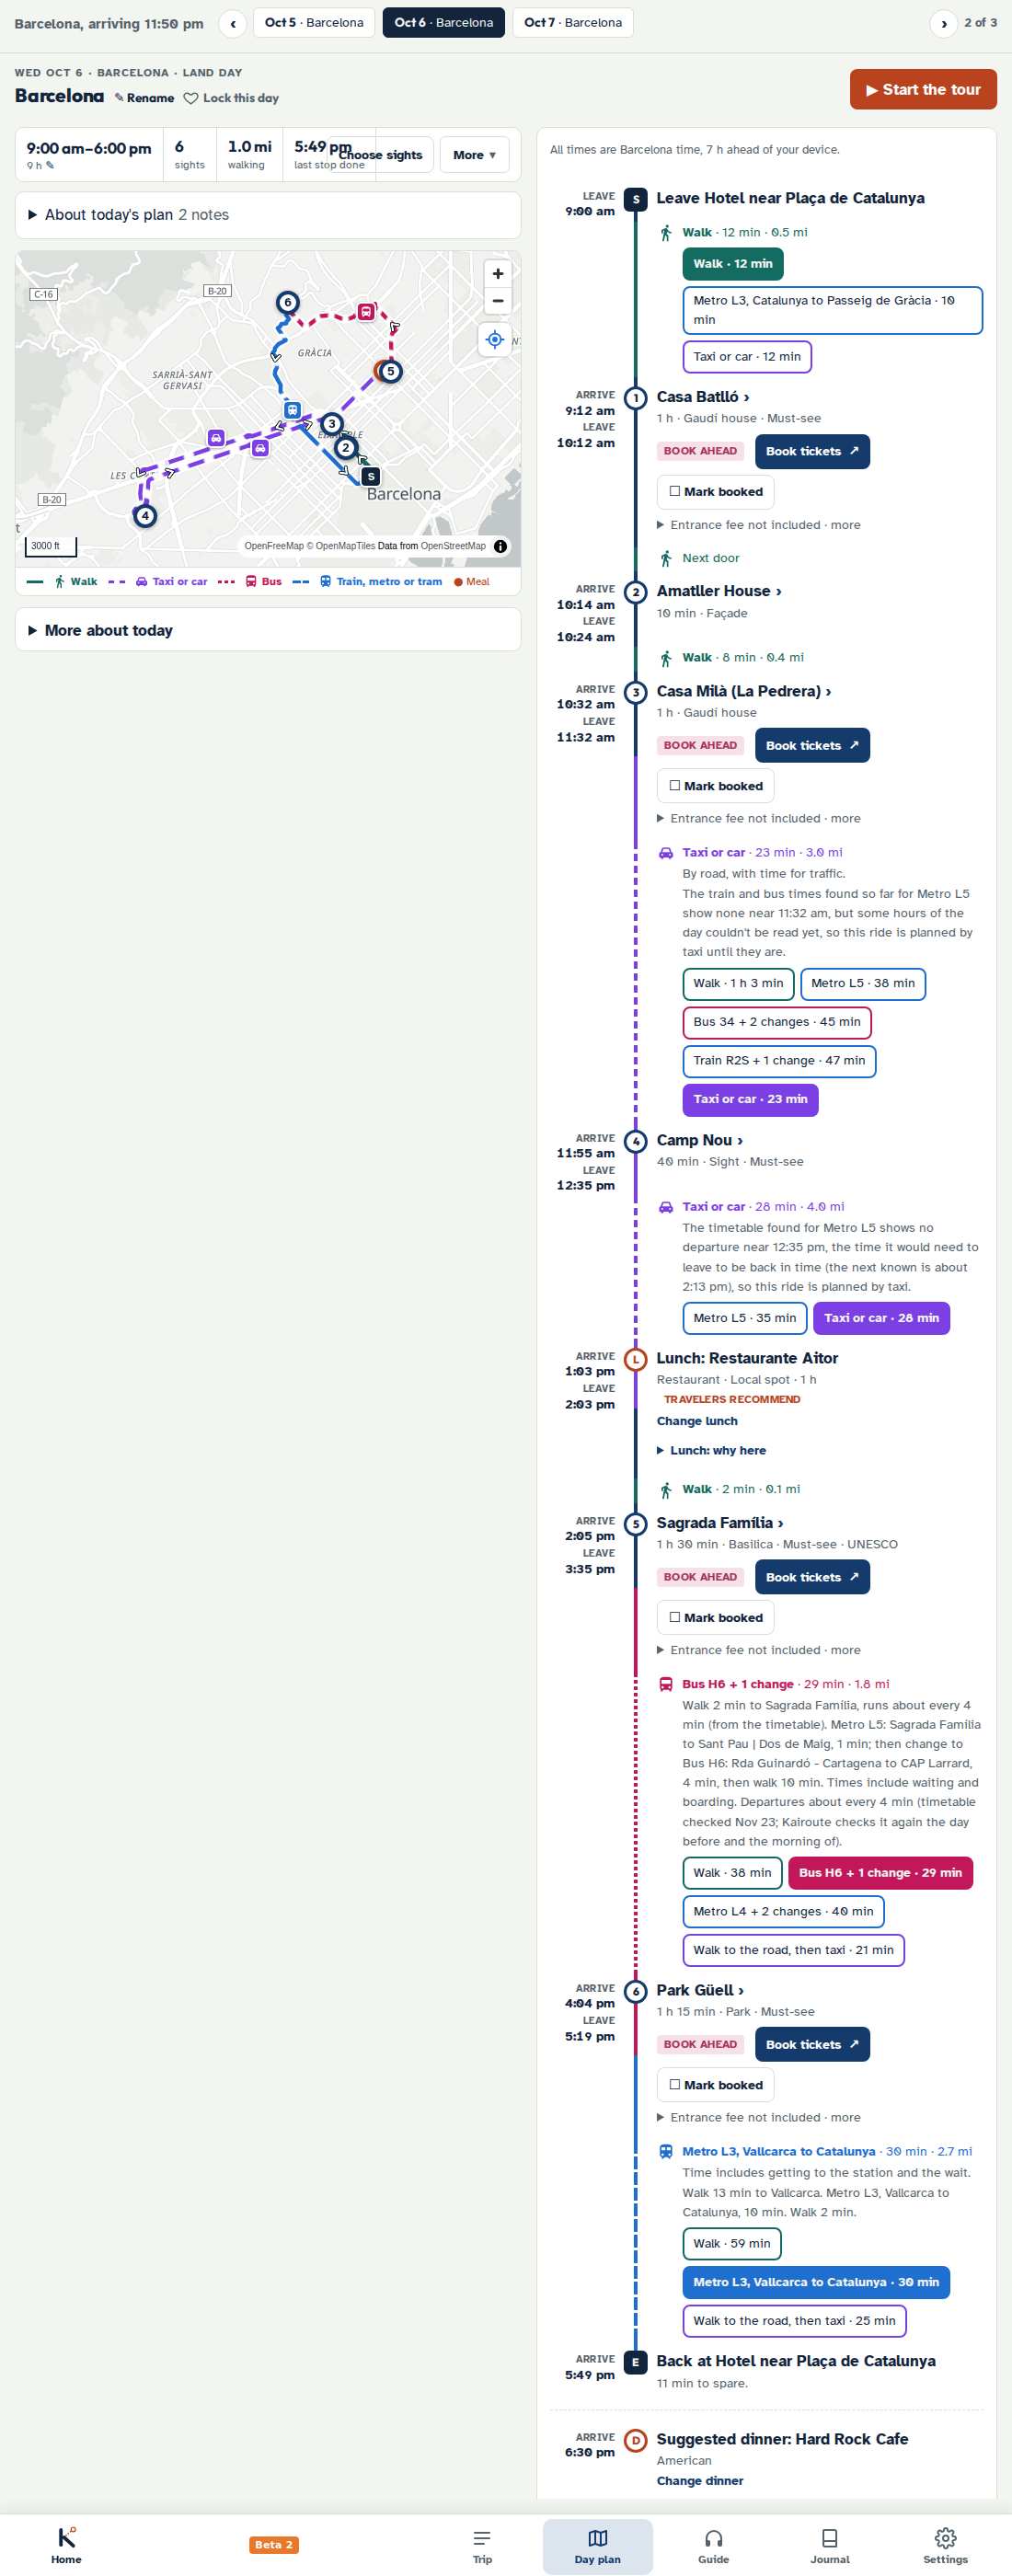 Barcelona, arriving 11:50 pm
‹
Oct 5 · Barcelona
Oct 6 · Barcelona
Oct 7 · Barcelona
›
2 of 3
WED OCT 6 · BARCELONA · LAND DAY
Barcelona ✎ Rename ♡ Lock this day
▶ Start the tour
9:00 am–6:00 pm
9 h ✎
6
sights
1.0 mi
walking
5:49 pm
last stop done
Choose sights
More ▾
▶ About today's plan 2 notes
C-16
B-20
6
GRÀCIA
SARRIÀ-SANT
GERVASI
5
3
2
S
LES C
4
B-20
Barcelona
t
+
−
3000 ft
OpenFreeMap © OpenMapTiles Data from OpenStreetMap
Walk
Taxi or car
Bus
Train, metro or tram
Meal
▶ More about today
All times are Barcelona time, 7 h ahead of your device.
LEAVE
9:00 am
S
Leave Hotel near Plaça de Catalunya
Walk · 12 min · 0.5 mi
Walk · 12 min
Metro L3, Catalunya to Passeig de Gràcia · 10
min
Taxi or car · 12 min
ARRIVE
9:12 am
LEAVE
10:12 am
1
Casa Batlló ›
1 h · Gaudí house · Must-see
BOOK AHEAD
Book tickets ↗
☐ Mark booked
▶ Entrance fee not included · more
Next door
ARRIVE
10:14 am
LEAVE
10:24 am
2
Amatller House ›
10 min · Façade
Walk · 8 min · 0.4 mi
ARRIVE
10:32 am
LEAVE
11:32 am
3
Casa Milà (La Pedrera) ›
1 h · Gaudí house
BOOK AHEAD
Book tickets ↗
☐ Mark booked
▶ Entrance fee not included · more
Taxi or car · 23 min · 3.0 mi
By road, with time for traffic.
The train and bus times found so far for Metro L5
show none near 11:32 am, but some hours of the
day couldn't be read yet, so this ride is planned by
taxi until they are.
Walk · 1 h 3 min
Metro L5 · 38 min
Bus 34 + 2 changes · 45 min
Train R2S + 1 change · 47 min
Taxi or car · 23 min
ARRIVE
11:55 am
LEAVE
12:35 pm
4
Camp Nou ›
40 min · Sight · Must-see
Taxi or car · 28 min · 4.0 mi
The timetable found for Metro L5 shows no
departure near 12:35 pm, the time it would need to
leave to be back in time (the next known is about
2:13 pm), so this ride is planned by taxi.
Metro L5 · 35 min
Taxi or car · 28 min
ARRIVE
1:03 pm
LEAVE
2:03 pm
L
Lunch: Restaurante Aitor
Restaurant · Local spot · 1 h
TRAVELERS RECOMMEND
Change lunch
▶ Lunch: why here
Walk · 2 min · 0.1 mi
ARRIVE
2:05 pm
LEAVE
3:35 pm
5
Sagrada Família ›
1 h 30 min · Basilica · Must-see · UNESCO
BOOK AHEAD
Book tickets ↗
☐ Mark booked
▶ Entrance fee not included · more
Bus H6 + 1 change · 29 min · 1.8 mi
Walk 2 min to Sagrada Família, runs about every 4
min (from the timetable). Metro L5: Sagrada Família
to Sant Pau | Dos de Maig, 1 min; then change to
Bus H6: Rda Guinardó - Cartagena to CAP Larrard,
4 min, then walk 10 min. Times include waiting and
boarding. Departures about every 4 min (timetable
checked Nov 23; Kairoute checks it again the day
before and the morning of).
Walk · 38 min
Bus H6 + 1 change · 29 min
Metro L4 + 2 changes · 40 min
Walk to the road, then taxi · 21 min
ARRIVE
4:04 pm
LEAVE
5:19 pm
6
Park Güell ›
1 h 15 min · Park · Must-see
BOOK AHEAD
Book tickets ↗
☐ Mark booked
▶ Entrance fee not included · more
Metro L3, Vallcarca to Catalunya · 30 min · 2.7 mi
Time includes getting to the station and the wait.
Walk 13 min to Vallcarca. Metro L3, Vallcarca to
Catalunya, 10 min. Walk 2 min.
Walk · 59 min
Metro L3, Vallcarca to Catalunya · 30 min
Walk to the road, then taxi · 25 min
ARRIVE
5:49 pm
E
Back at Hotel near Plaça de Catalunya
11 min to spare.
ARRIVE
6:30 pm
D
Suggested dinner: Hard Rock Cafe
American
Change dinner
Home
Beta 2
Trip
Day plan
Guide
Journal
Settings